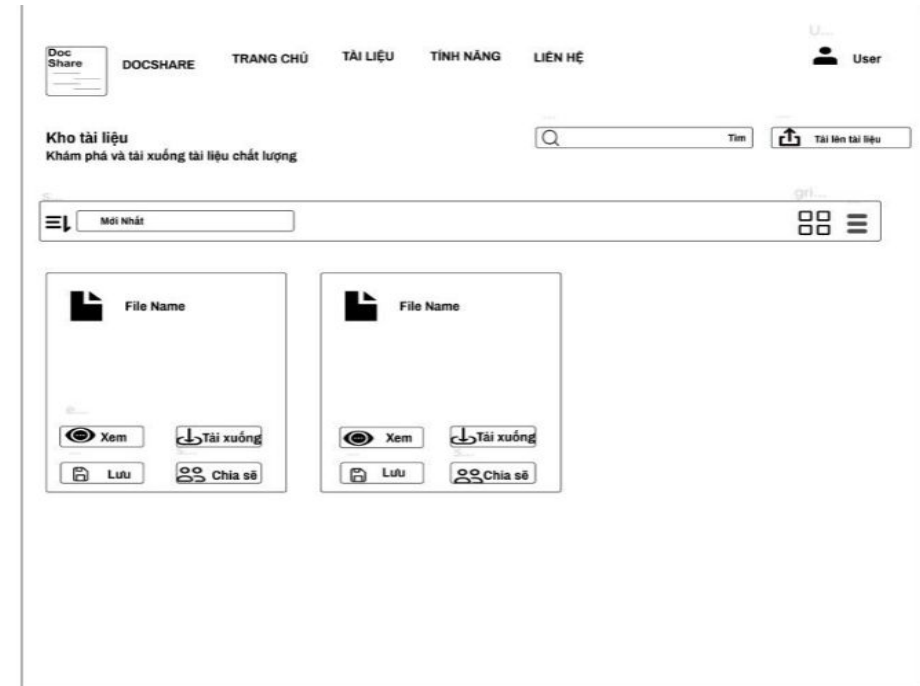 U...
Doc
Share
DOCSHARE TRANG CHỦ TÀI LIỆU TÍNH NĂNG LIÊN HỆ User
Kho tài liệu
Khám phá và tải xuống tài liệu chất lượng
Tìm Tải lên tài liệu
s... gri...
Mới Nhất
File Name File Name
e...
Xem Tải xuống Xem Tải xuống
s... s...
Lưu Chia sẽ Lưu Chia sẽ